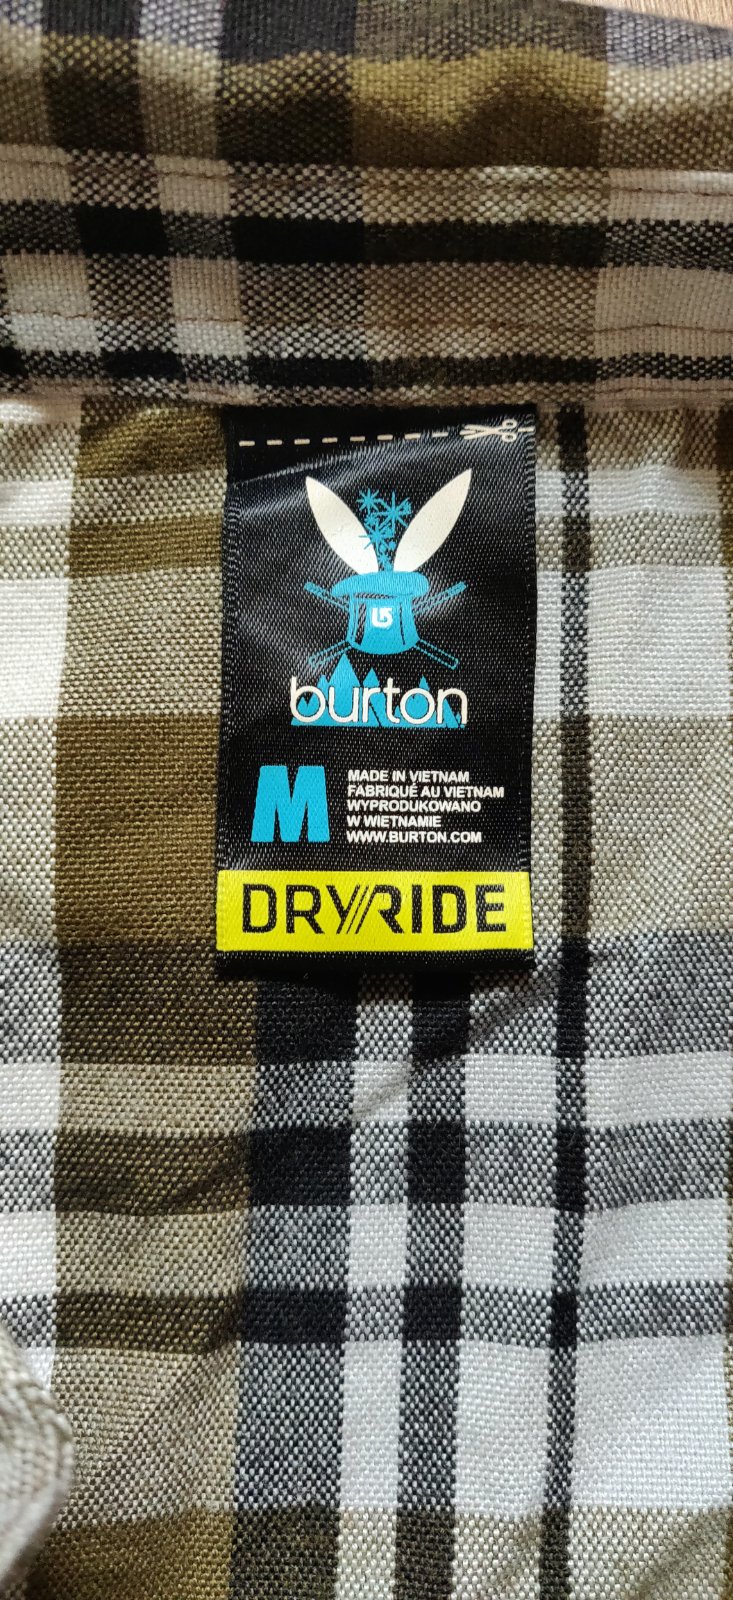 burton
M
MADE IN VIETNAM
FABRIQUÉ AU VIETNAM
WYPRODUKOWANO
W WIETNAMIE
WWW.BURTON.COM
DRYRIDE